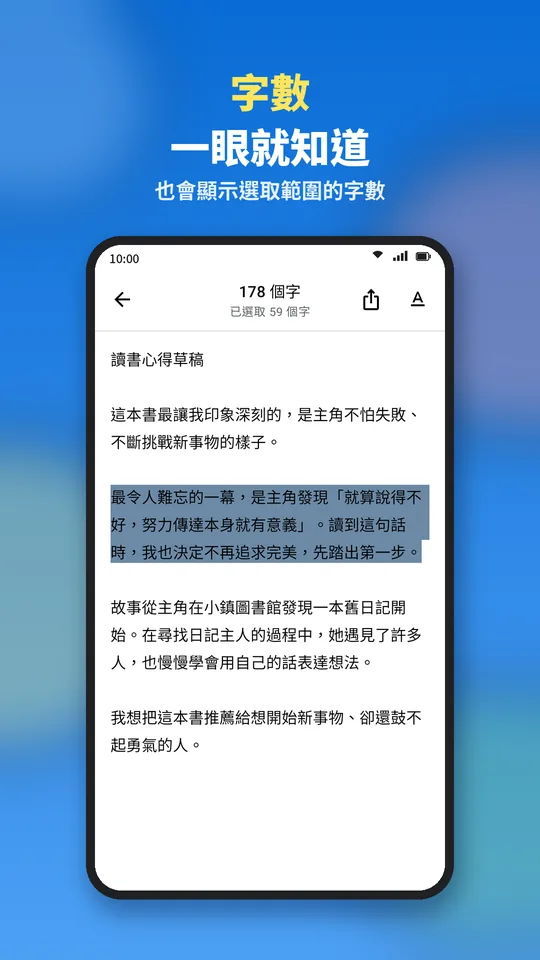 字數
一眼就知道
也會顯示選取範圍的字數
10:00
178 個字
已選取 59 個字
A
讀書心得草稿
這本書最讓我印象深刻的，是主角不怕失敗、
不斷挑戰新事物的樣子。
最令人難忘的一幕，是主角發現「就算說得不
好，努力傳達本身就有意義」。讀到這句話
時，我也決定不再追求完美，先踏出第一步。
故事從主角在小鎮圖書館發現一本舊日記開
始。在尋找日記主人的過程中，她遇見了許多
人，也慢慢學會用自己的話表達想法。
我想把這本書推薦給想開始新事物、卻還鼓不
起勇氣的人。